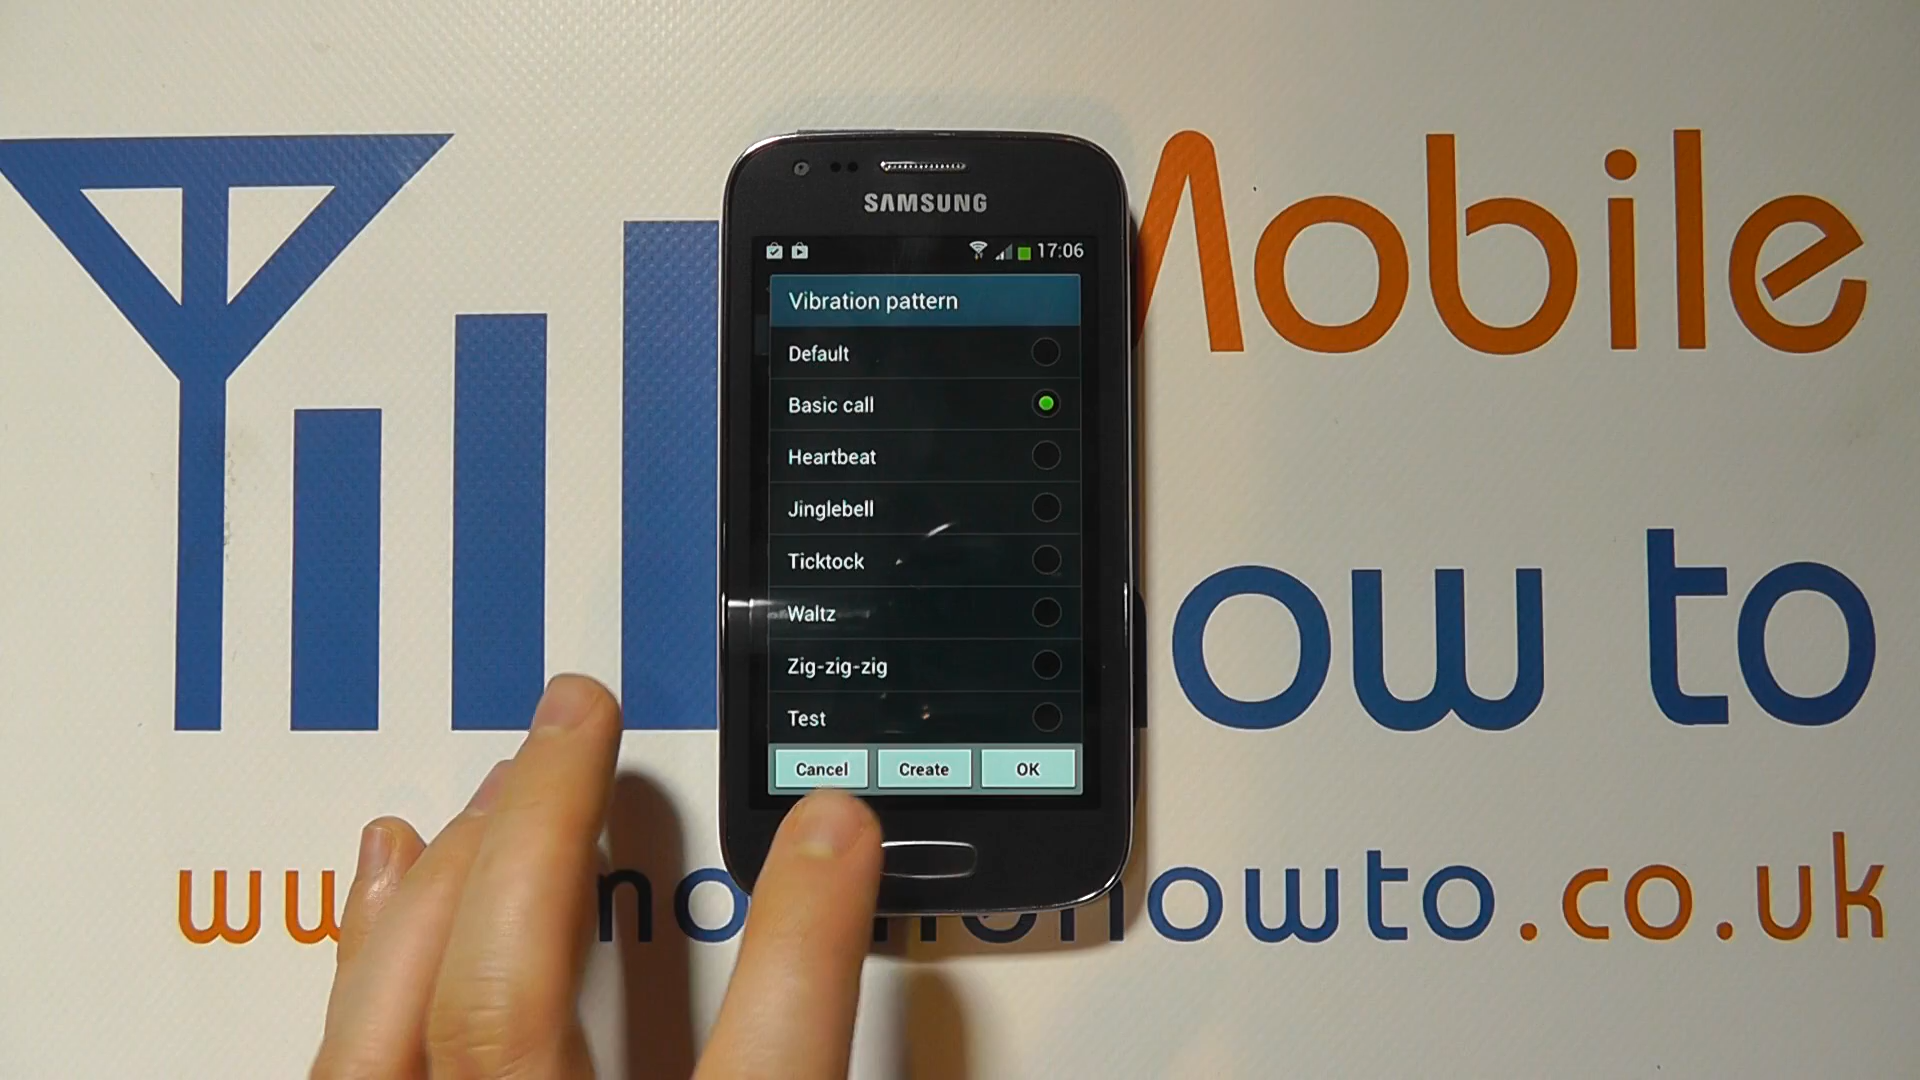 Mobile
SAMSUNG
17:06
Vibration pattern
Default
Basic call
Heartbeat
Jinglebell
Ticktock
Waltz
Zig-zig-zig
Test
Cancel
Create
OK
ow to
howto.co.uk